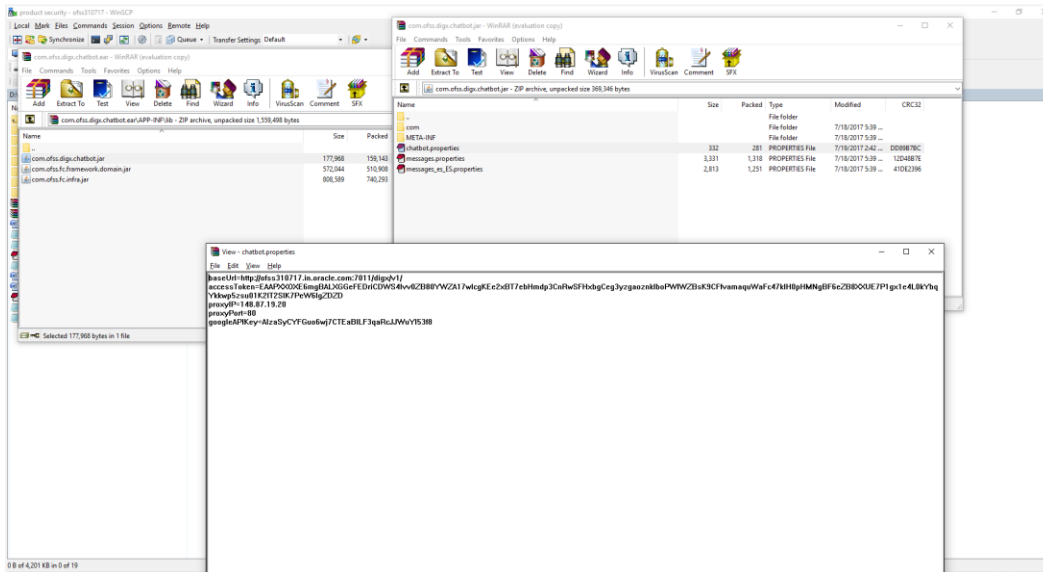 product security - ofss310717 - WinSCP
Local Mark Files Commands Session Options Remote Help
Synchronize Queue Transfer Settings Default
com.ofss.digx.chatbot.ear - WinRAR (evaluation copy)
File Commands Tools Favorites Options Help
Add Extract To Test View Delete Find Wizard Info VirusScan Comment SFX
com.ofss.digx.chatbot.ear\APP-INF\lib - ZIP archive, unpacked size 1,559,498 bytes
Name Size Packed
..
com.ofss.digx.chatbot.jar 177,968 159,143
com.ofss.fc.framework.domain.jar 572,044 510,908
com.ofss.fc.infra.jar 808,589 740,293
Selected 177,968 bytes in 1 file
com.ofss.digx.chatbot.jar - WinRAR (evaluation copy)
File Commands Tools Favorites Options Help
Add Extract To Test View Delete Find Wizard Info VirusScan Comment SFX
com.ofss.digx.chatbot.jar - ZIP archive, unpacked size 369,346 bytes
Name Size Packed Type Modified CRC32
.. File folder
com File folder 7/18/2017 5:39 ...
META-INF File folder 7/18/2017 5:39 ...
chatbot.properties 332 281 PROPERTIES File 7/19/2017 2:42 ... DD89B7BC
messages.properties 3,331 1,318 PROPERTIES File 7/18/2017 5:39 ... 12D48B7E
messages_es_ES.properties 2,813 1,251 PROPERTIES File 7/18/2017 5:39 ... 41DE2396
View - chatbot.properties
File Edit View Help
baseUrl=http://ofss310717.in.oracle.com:7011/digx/v1/
accessToken=
proxyIP=148.87.19.20
proxyPort=80
googleAPIKey=
0 B of 4,201 KB in 0 of 19